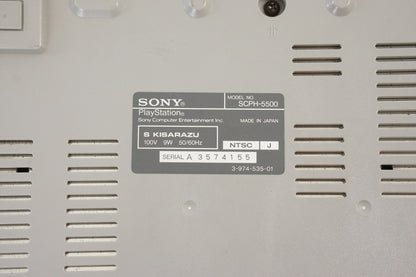 SONY®
MODEL NO. SCPH-5500
PlayStation®
Sony Computer Entertainment Inc.
MADE IN JAPAN
S KISARAZU
100V 9W 50/60Hz
NTSC J
SERIAL A 3574155
3-974-535-01